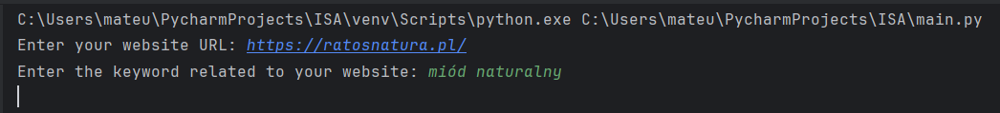 C:\Users\mateu\PycharmProjects\ISA\venv\Scripts\python.exe C:\Users\mateu\PycharmProjects\ISA\main.py
Enter your website URL: https://ratosnatura.pl/
Enter the keyword related to your website: miód naturalny